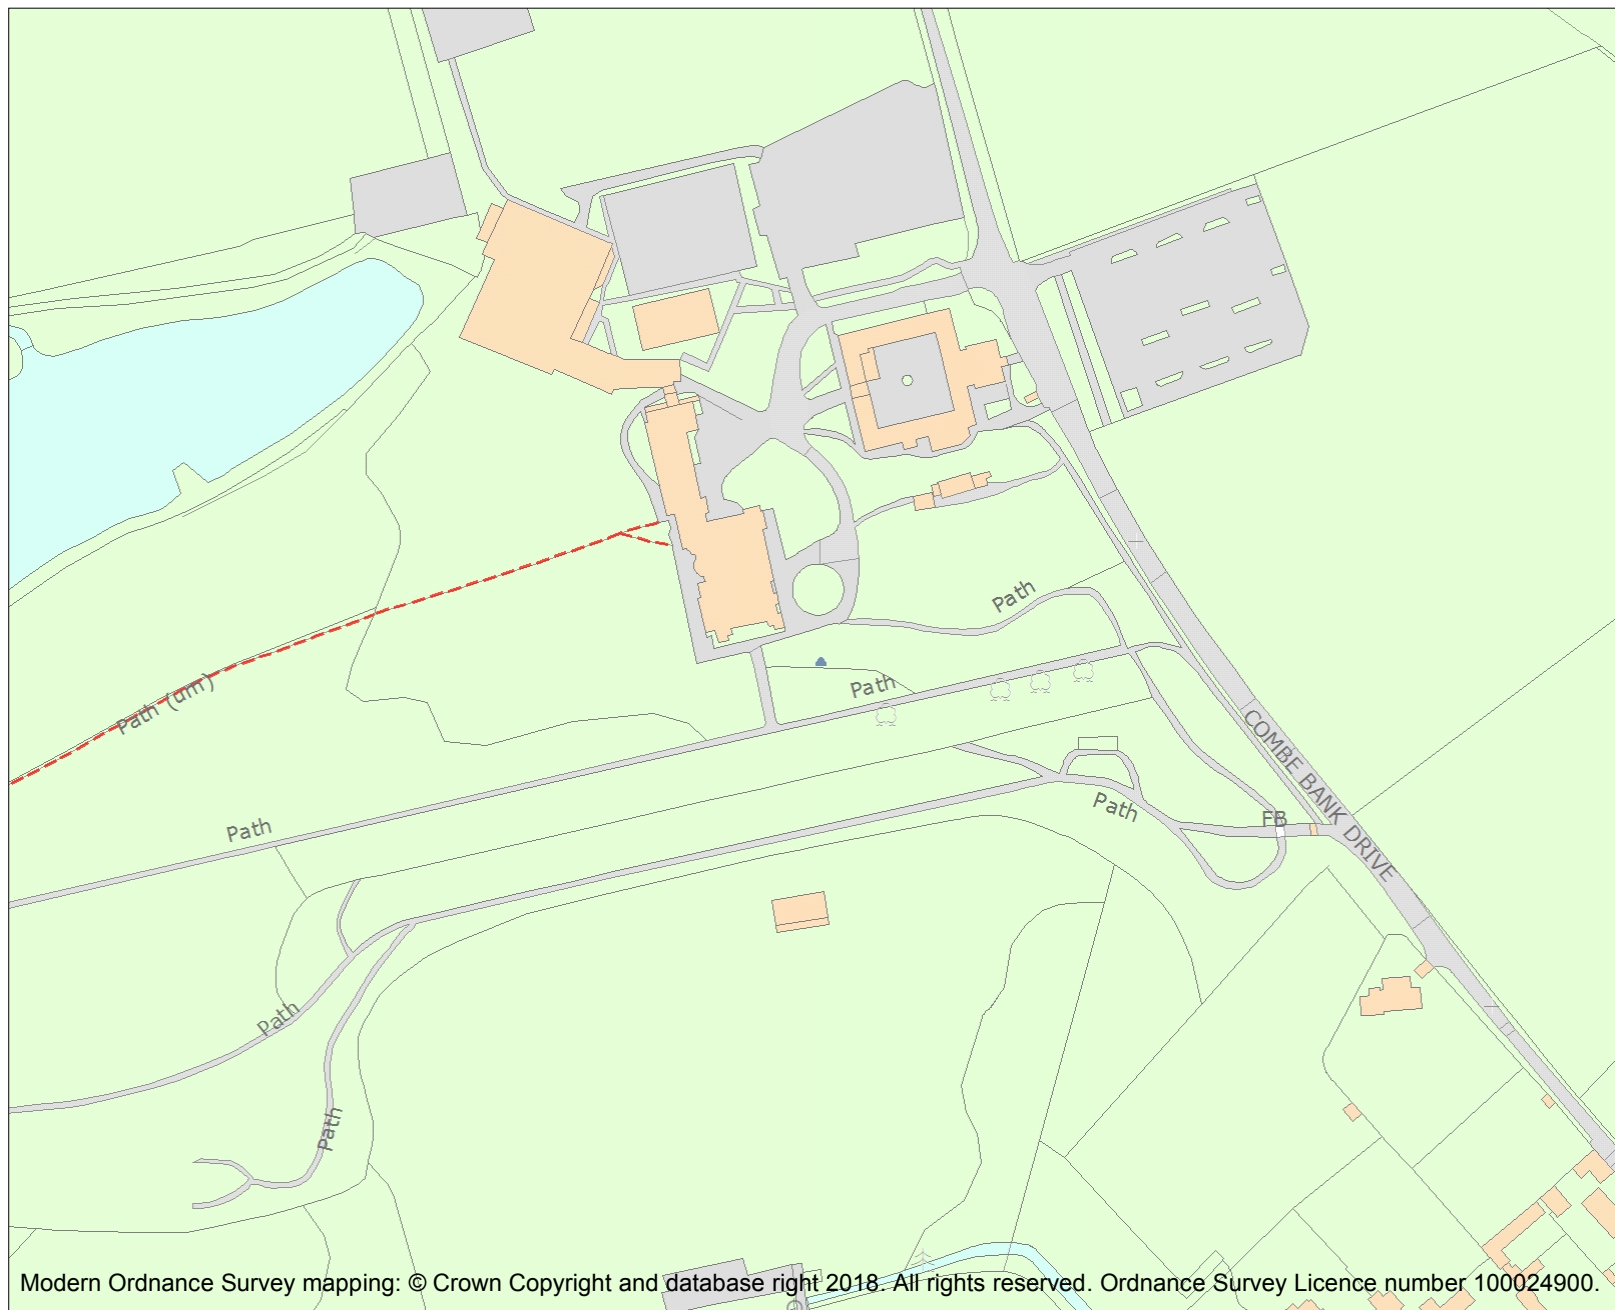 Path
Path
Path (um)
COMBE BANK DRIVE
Path
FB
Path
Path
Path
Modern Ordnance Survey mapping: © Crown Copyright and database right 2018. All rights reserved. Ordnance Survey Licence number 100024900.